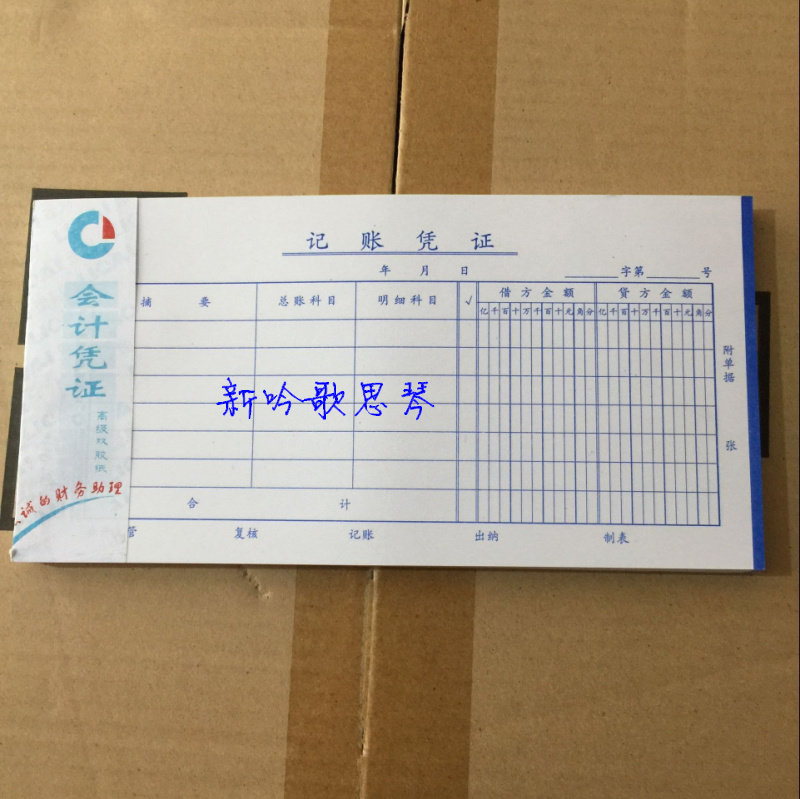 会计凭证
高级双胶纸
诚的财务助理
记账凭证
年 月 日 字第 号
摘要 总账科目 明细科目 √ 借方金额 贷方金额
亿千百十万千百十元角分 亿千百十万千百十元角分
新吟歌思琴
附单据 张
合计
管 复核 记账 出纳 制表